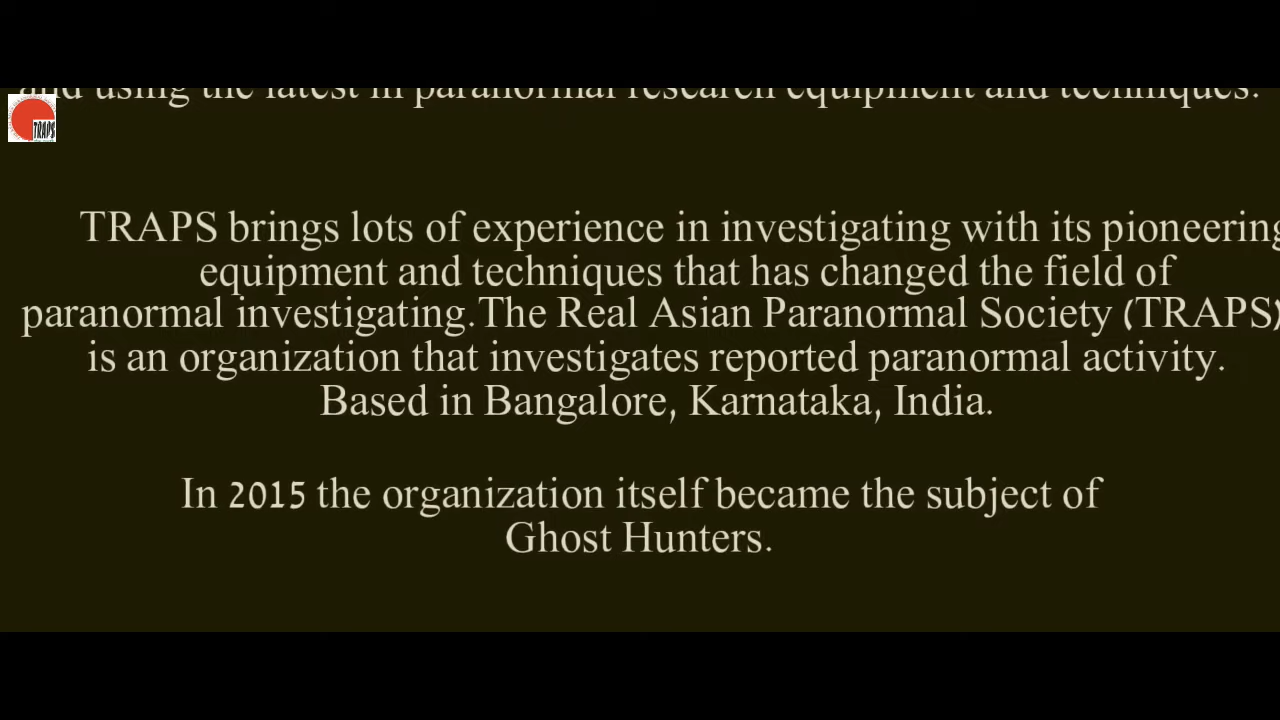 and using the latest in paranormal research equipment and techniques.
TRAPS
TRAPS brings lots of experience in investigating with its pioneering
equipment and techniques that has changed the field of
paranormal investigating.The Real Asian Paranormal Society (TRAPS)
is an organization that investigates reported paranormal activity.
Based in Bangalore, Karnataka, India.
In 2015 the organization itself became the subject of
Ghost Hunters.